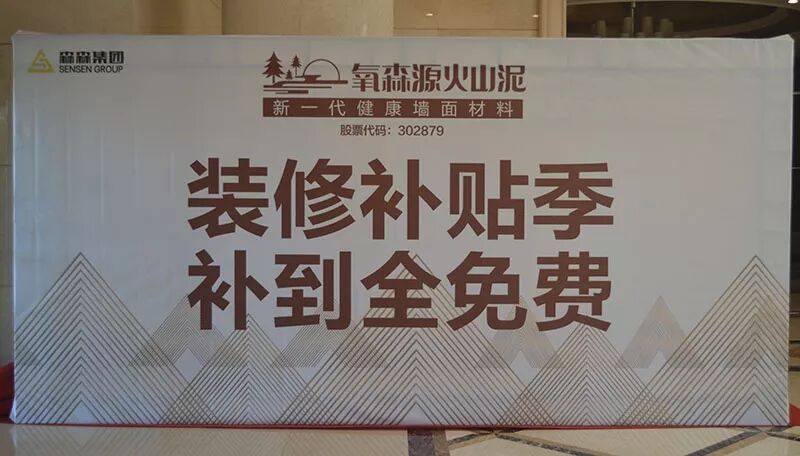 森森集团
SENSEN GROUP
氧森源火山泥
新一代健康墙面材料
股票代码：302879
装修补贴季
补到全免费